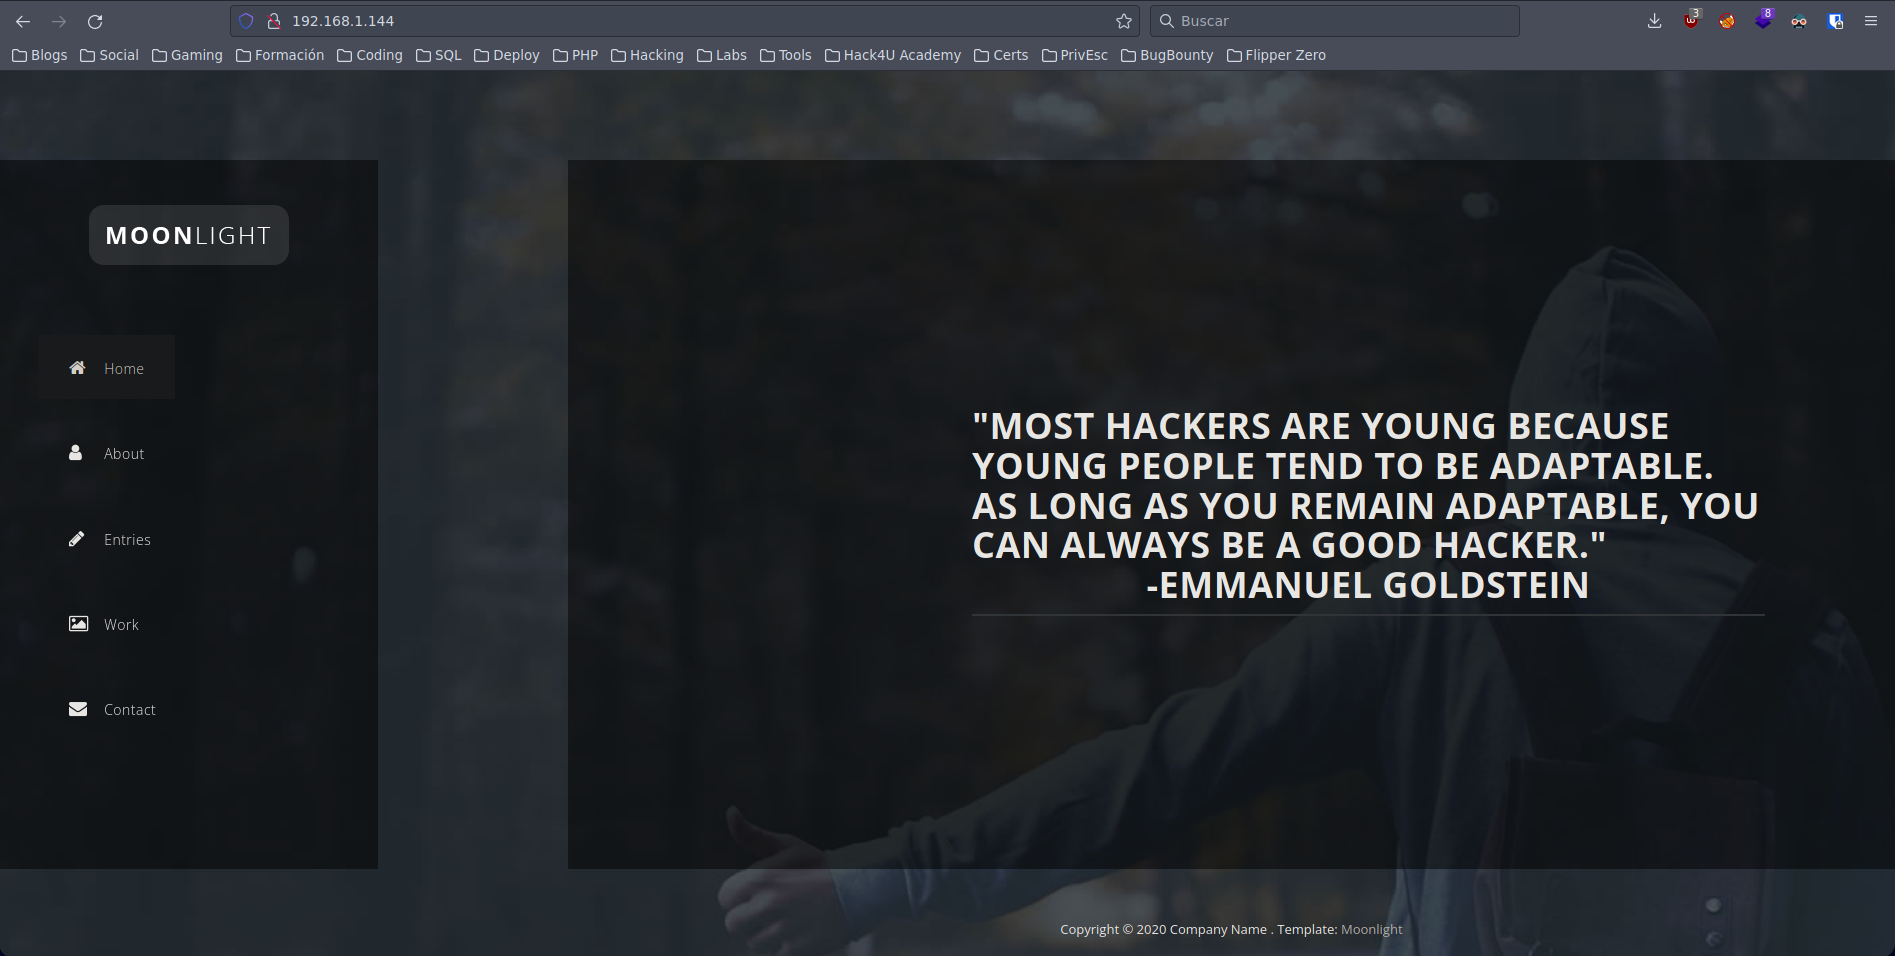 192.168.1.144
Buscar
3
8
Blogs Social Gaming Formación Coding SQL Deploy PHP Hacking Labs Tools Hack4U Academy Certs PrivEsc BugBounty Flipper Zero
MOONLIGHT
Home
About
Entries
Work
Contact
"MOST HACKERS ARE YOUNG BECAUSE
YOUNG PEOPLE TEND TO BE ADAPTABLE.
AS LONG AS YOU REMAIN ADAPTABLE, YOU
CAN ALWAYS BE A GOOD HACKER."
-EMMANUEL GOLDSTEIN
Copyright © 2020 Company Name . Template: Moonlight